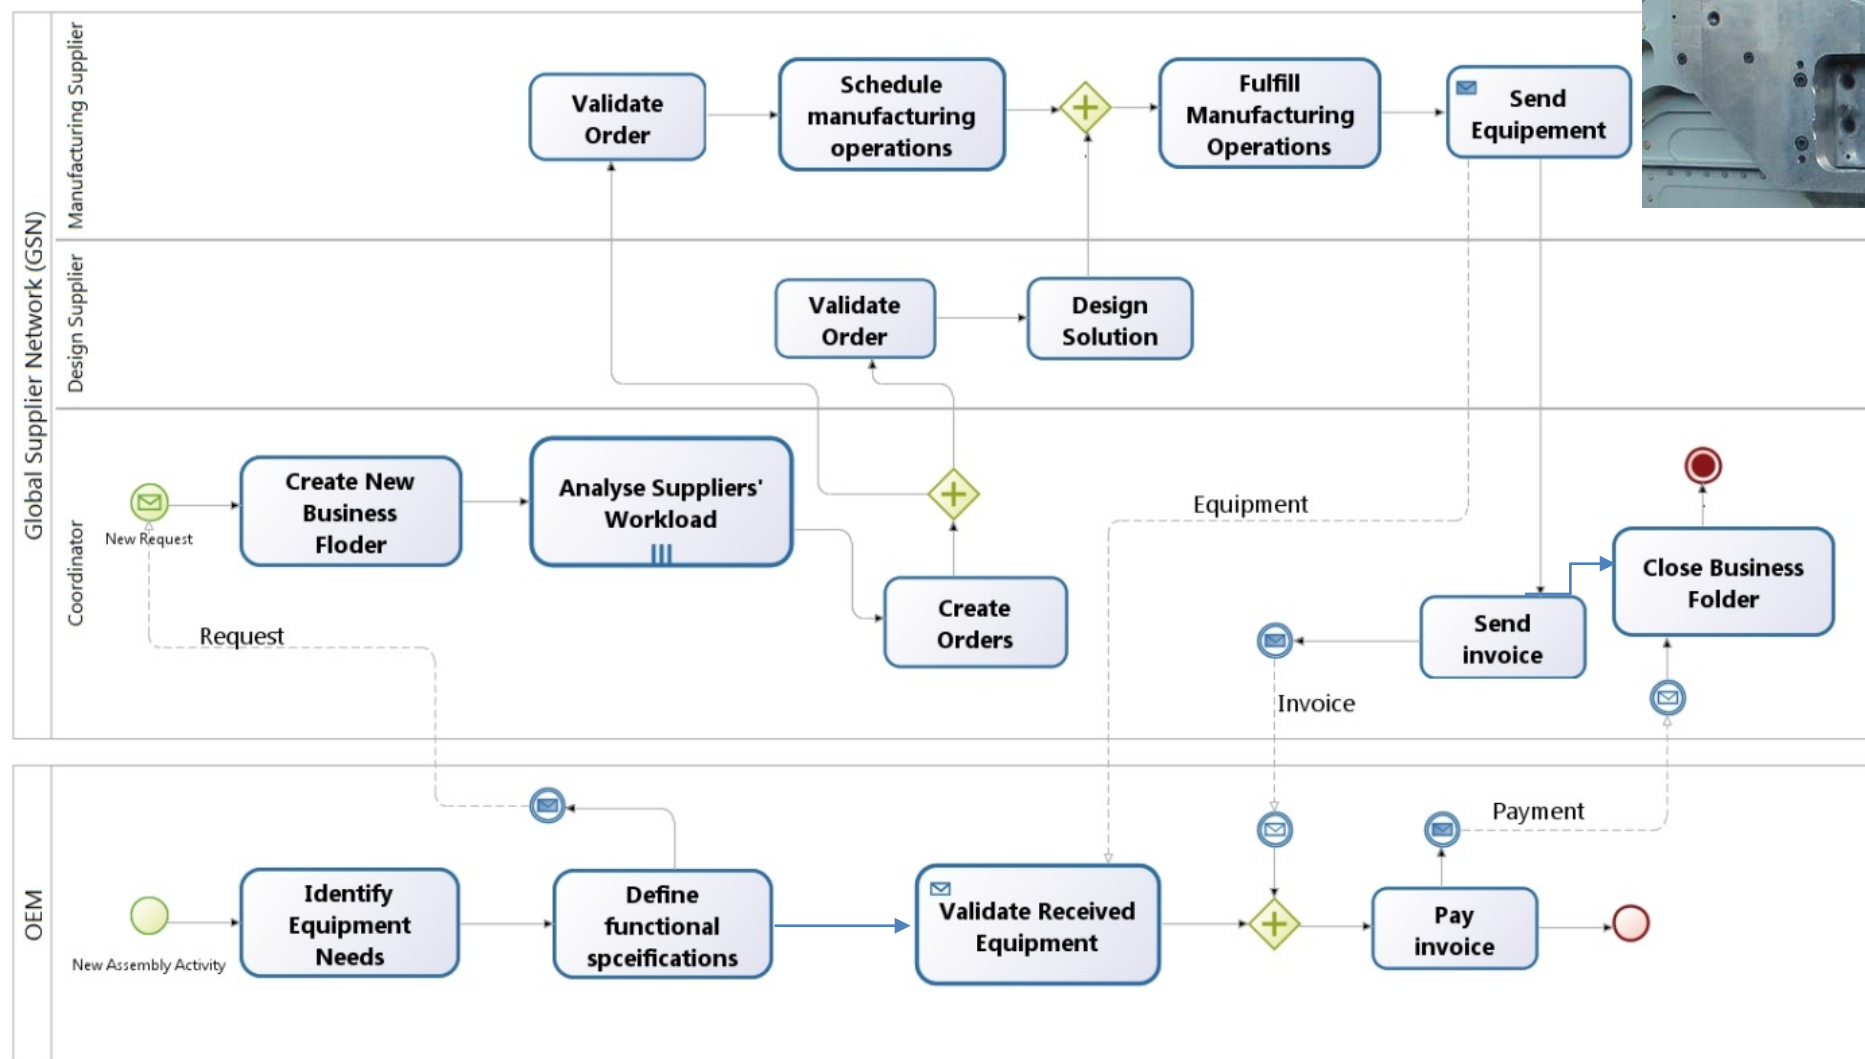 Global Supplier Network (GSN)
Manufacturing Supplier
Validate
Order
Schedule
manufacturing
operations
Fulfill
Manufacturing
Operations
Send
Equipement
Design Supplier
Validate
Order
Design
Solution
Coordinator
New Request
Create New
Business
Floder
Analyse Suppliers'
Workload
Create
Orders
Equipment
Send
invoice
Close Business
Folder
Request
Invoice
OEM
New Assembly Activity
Identify
Equipment
Needs
Define
functional
spceifications
Validate Received
Equipment
Pay
invoice
Payment